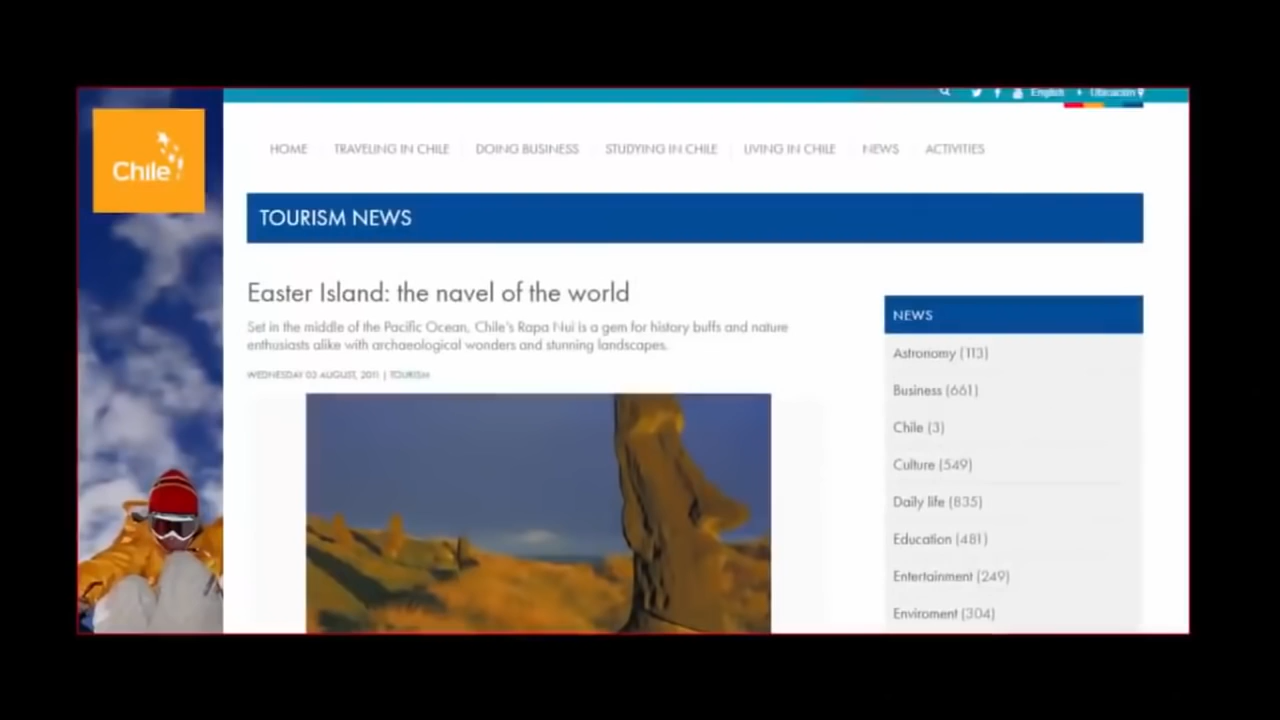 English
Ubicación
Chile
HOME TRAVELING IN CHILE DOING BUSINESS STUDYING IN CHILE LIVING IN CHILE NEWS ACTIVITIES
TOURISM NEWS
Easter Island: the navel of the world
Set in the middle of the Pacific Ocean, Chile's Rapa Nui is a gem for history buffs and nature
enthusiasts alike with archaeological wonders and stunning landscapes.
WEDNESDAY 03 AUGUST, 2011 | TOURISM
NEWS
Astronomy (113)
Business (661)
Chile (3)
Culture (549)
Daily life (835)
Education (481)
Entertainment (249)
Enviroment (304)